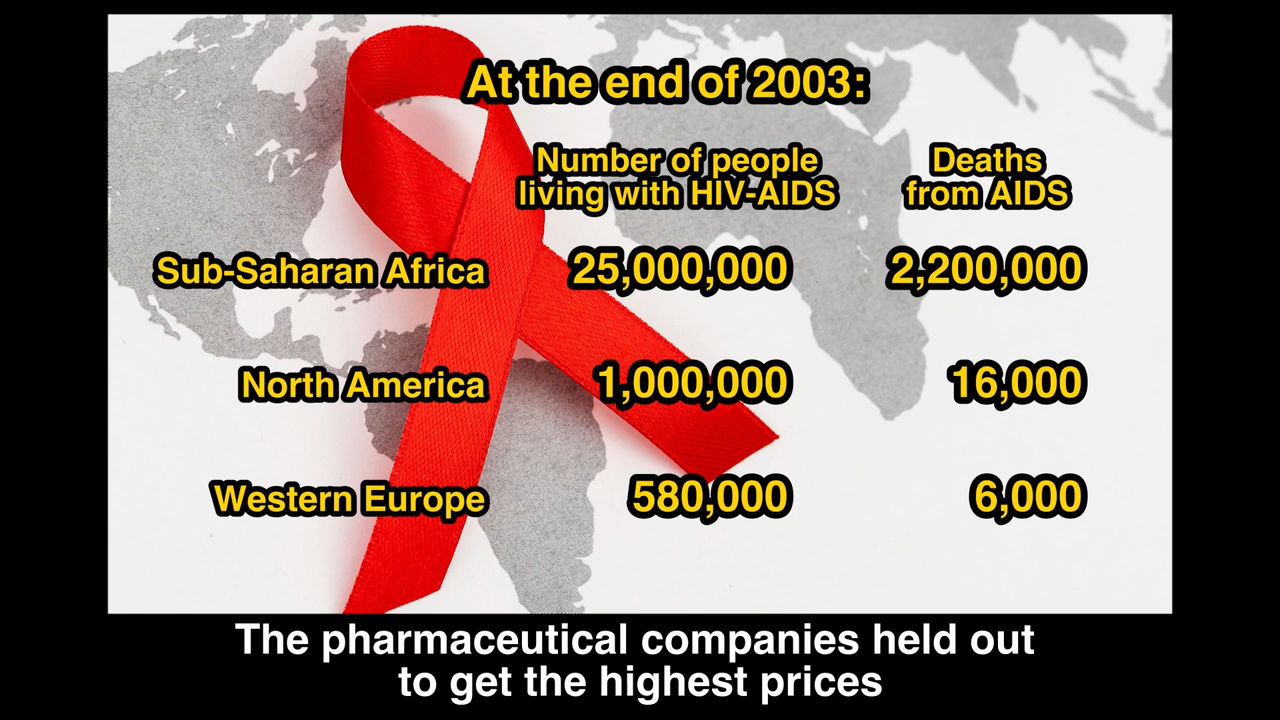 At the end of 2003:
Number of people
living with HIV-AIDS
Deaths
from AIDS
Sub-Saharan Africa 25,000,000 2,200,000
North America 1,000,000 16,000
Western Europe 580,000 6,000
The pharmaceutical companies held out
to get the highest prices